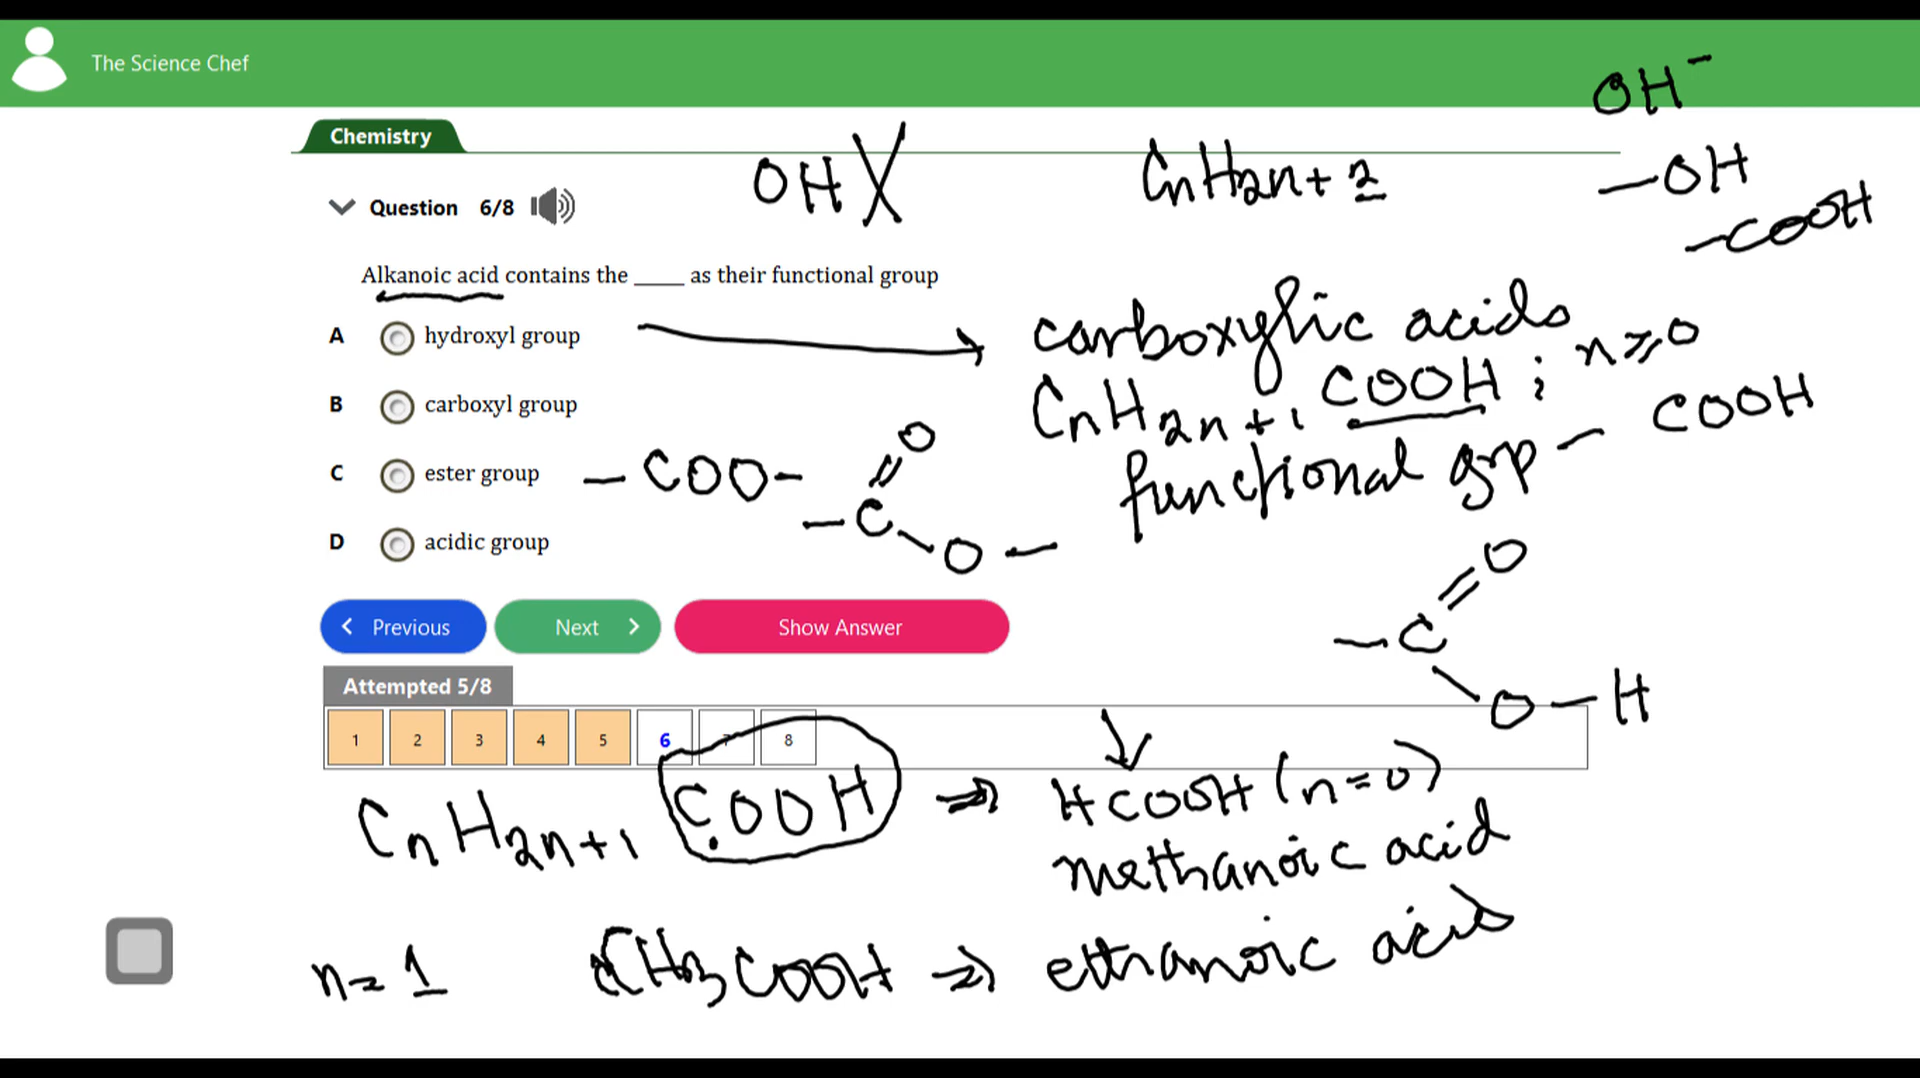 The Science Chef
OH⁻
Chemistry
OH X
CnH2n+2
—OH
Question 6/8
—COOH
Alkanoic acid contains the ____ as their functional group
A hydroxyl group
carboxylic acids
n≥0
CnH2n+1 COOH ;
B carboxyl group
functional grp — COOH
C ester group
—COO—
—C=O
O—
D acidic group
—C=O
O—H
Previous
Next
Show Answer
Attempted 5/8
1 2 3 4 5 6 7 8
CnH2n+1 COOH ⇒ HCOOH (n=0)
methanoic acid
n=1 CH3COOH ⇒ ethanoic acid